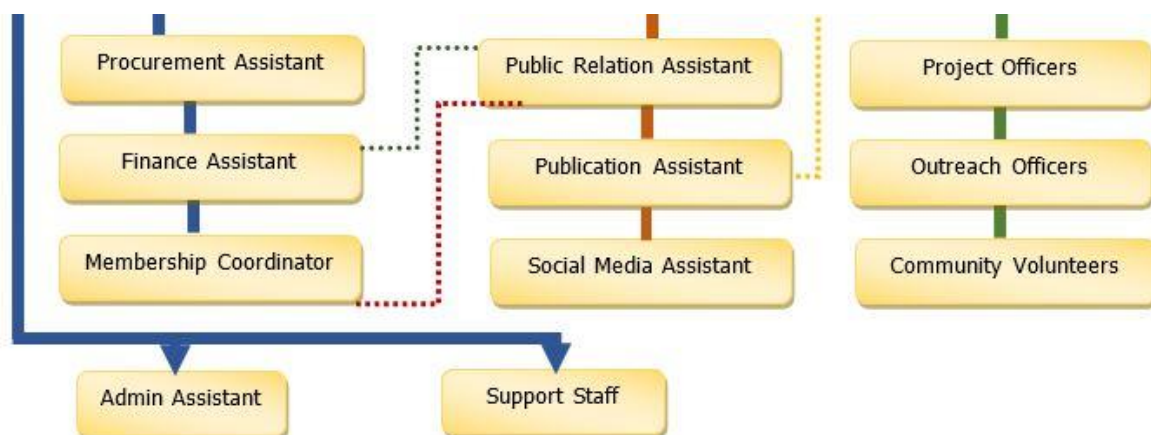 Procurement Assistant
Public Relation Assistant
Project Officers
Finance Assistant
Publication Assistant
Outreach Officers
Membership Coordinator
Social Media Assistant
Community Volunteers
Admin Assistant
Support Staff